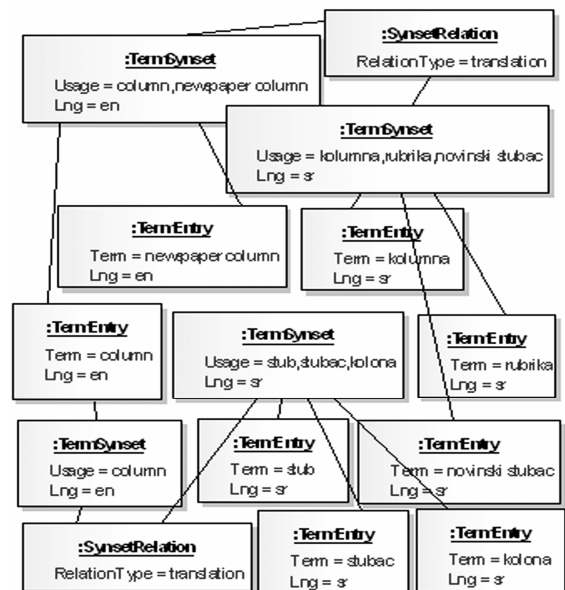 :TermSynset
Usage = column,newspaper column
Lng = en
:SynsetRelation
RelationType = translation
:TermSynset
Usage = kolumna,rubrika,novinski stubac
Lng = sr
:TermEntry
Term = newspaper column
Lng = en
:TermEntry
Term = kolumna
Lng = sr
:TermEntry
Term = column
Lng = en
:TermSynset
Usage = stub,stubac,kolona
Lng = sr
:TermEntry
Term = rubrika
Lng = sr
:TermSynset
Usage = column
Lng = en
:TermEntry
Term = stub
Lng = sr
:TermEntry
Term = novinski stubac
Lng = sr
:SynsetRelation
RelationType = translation
:TermEntry
Term = stubac
Lng = sr
:TermEntry
Term = kolona
Lng = sr